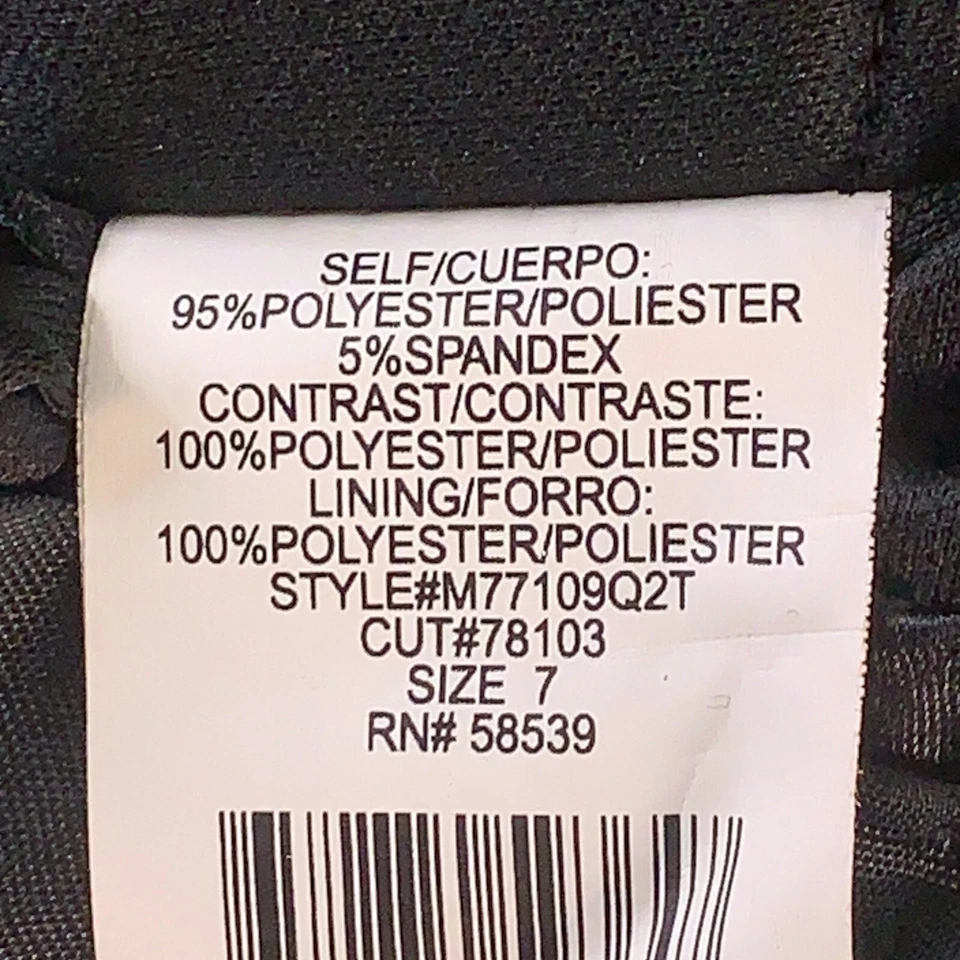 SELF/CUERPO:
95%POLYESTER/POLIESTER
5%SPANDEX
CONTRAST/CONTRASTE:
100%POLYESTER/POLIESTER
LINING/FORRO:
100%POLYESTER/POLIESTER
STYLE#M77109Q2T
CUT#78103
SIZE 7
RN# 58539